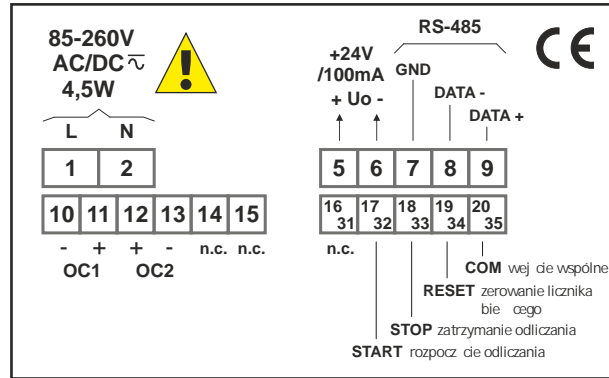 85-260V
AC/DC
4,5W
L N
1 2
10 11 12 13 14 15
- + + - n.c. n.c.
OC1 OC2
RS-485
CE
+24V
/100mA
GND
+ Uo -
DATA -
DATA +
5 6 7 8 9
16 17 18 19 20
31 32 33 34 35
n.c.
COM wej cie wspólne
RESET zerowanie licznika
bie cego
STOP zatrzymanie odliczania
START rozpocz cie odliczania